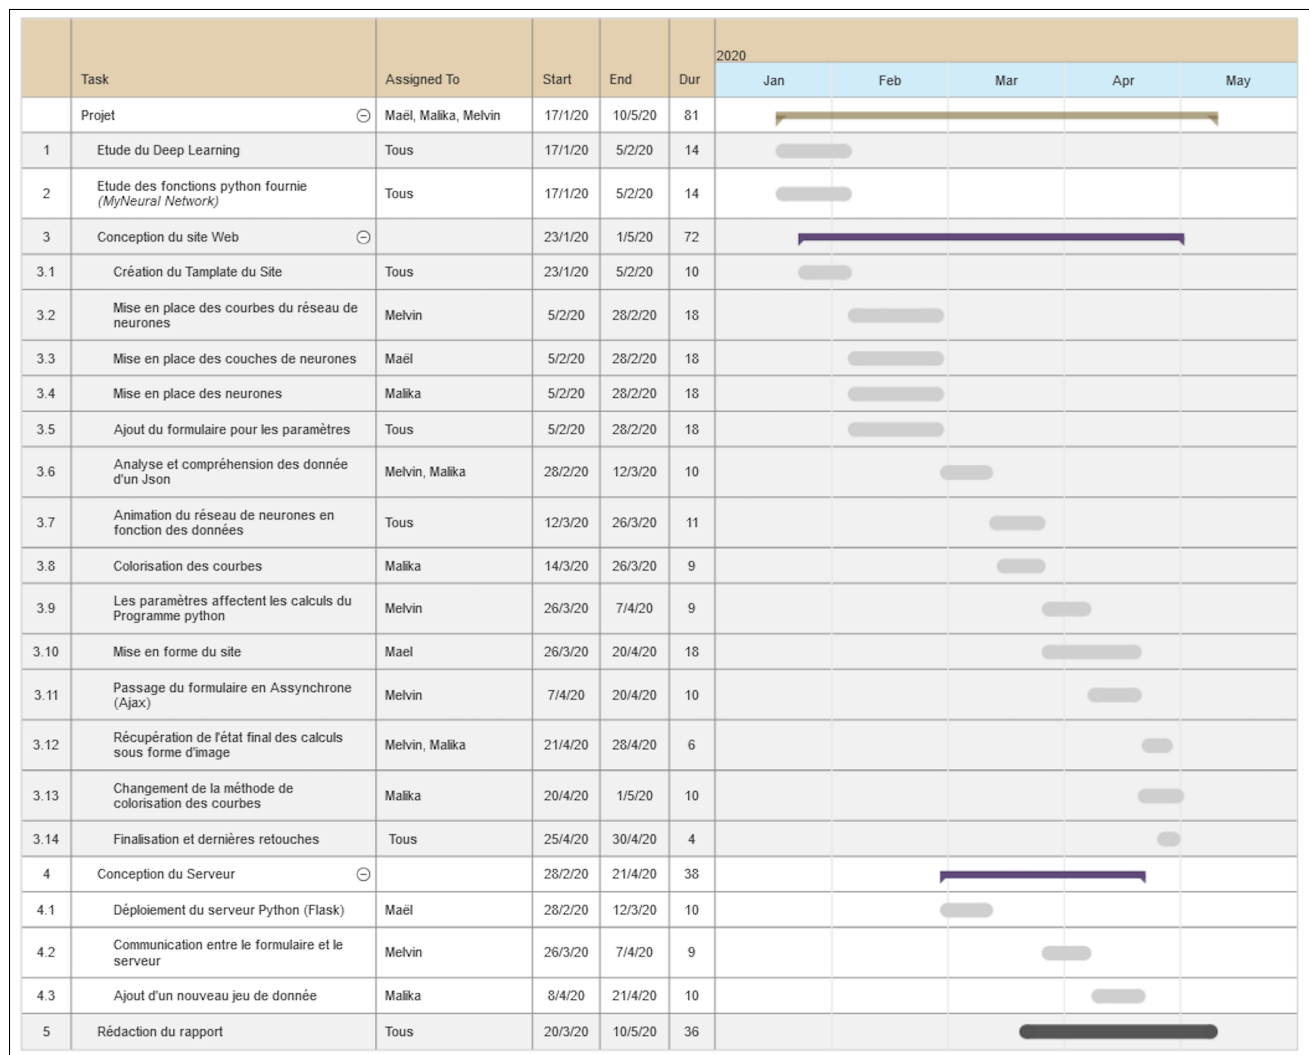 2020
Task Assigned To Start End Dur Jan Feb Mar Apr May
Projet Maël, Malika, Melvin 17/1/20 10/5/20 81
1 Etude du Deep Learning Tous 17/1/20 5/2/20 14
Etude des fonctions python fournie
2 Tous 17/1/20 5/2/20 14
(MyNeural Network)
3 Conception du site Web 23/1/20 1/5/20 72
3.1 Création du Tamplate du Site Tous 23/1/20 5/2/20 10
Mise en place des courbes du réseau de
3.2 Melvin 5/2/20 28/2/20 18
neurones
3.3 Mise en place des couches de neurones Maël 5/2/20 28/2/20 18
3.4 Mise en place des neurones Malika 5/2/20 28/2/20 18
3.5 Ajout du formulaire pour les paramètres Tous 5/2/20 28/2/20 18
Analyse et compréhension des donnée
3.6 Melvin, Malika 28/2/20 12/3/20 10
d'un Json
Animation du réseau de neurones en
3.7 Tous 12/3/20 26/3/20 11
fonction des données
3.8 Colorisation des courbes Malika 14/3/20 26/3/20 9
Les paramètres affectent les calculs du
3.9 Melvin 26/3/20 7/4/20 9
Programme python
3.10 Mise en forme du site Mael 26/3/20 20/4/20 18
Passage du formulaire en Assynchrone
3.11 Melvin 7/4/20 20/4/20 10
(Ajax)
Récupération de l'état final des calculs
3.12 Melvin, Malika 21/4/20 28/4/20 6
sous forme d'image
Changement de la méthode de
3.13 Malika 20/4/20 1/5/20 10
colorisation des courbes
3.14 Finalisation et dernières retouches Tous 25/4/20 30/4/20 4
4 Conception du Serveur 28/2/20 21/4/20 38
4.1 Déploiement du serveur Python (Flask) Maël 28/2/20 12/3/20 10
Communication entre le formulaire et le
4.2 Melvin 26/3/20 7/4/20 9
serveur
4.3 Ajout d'un nouveau jeu de donnée Malika 8/4/20 21/4/20 10
5 Rédaction du rapport Tous 20/3/20 10/5/20 36